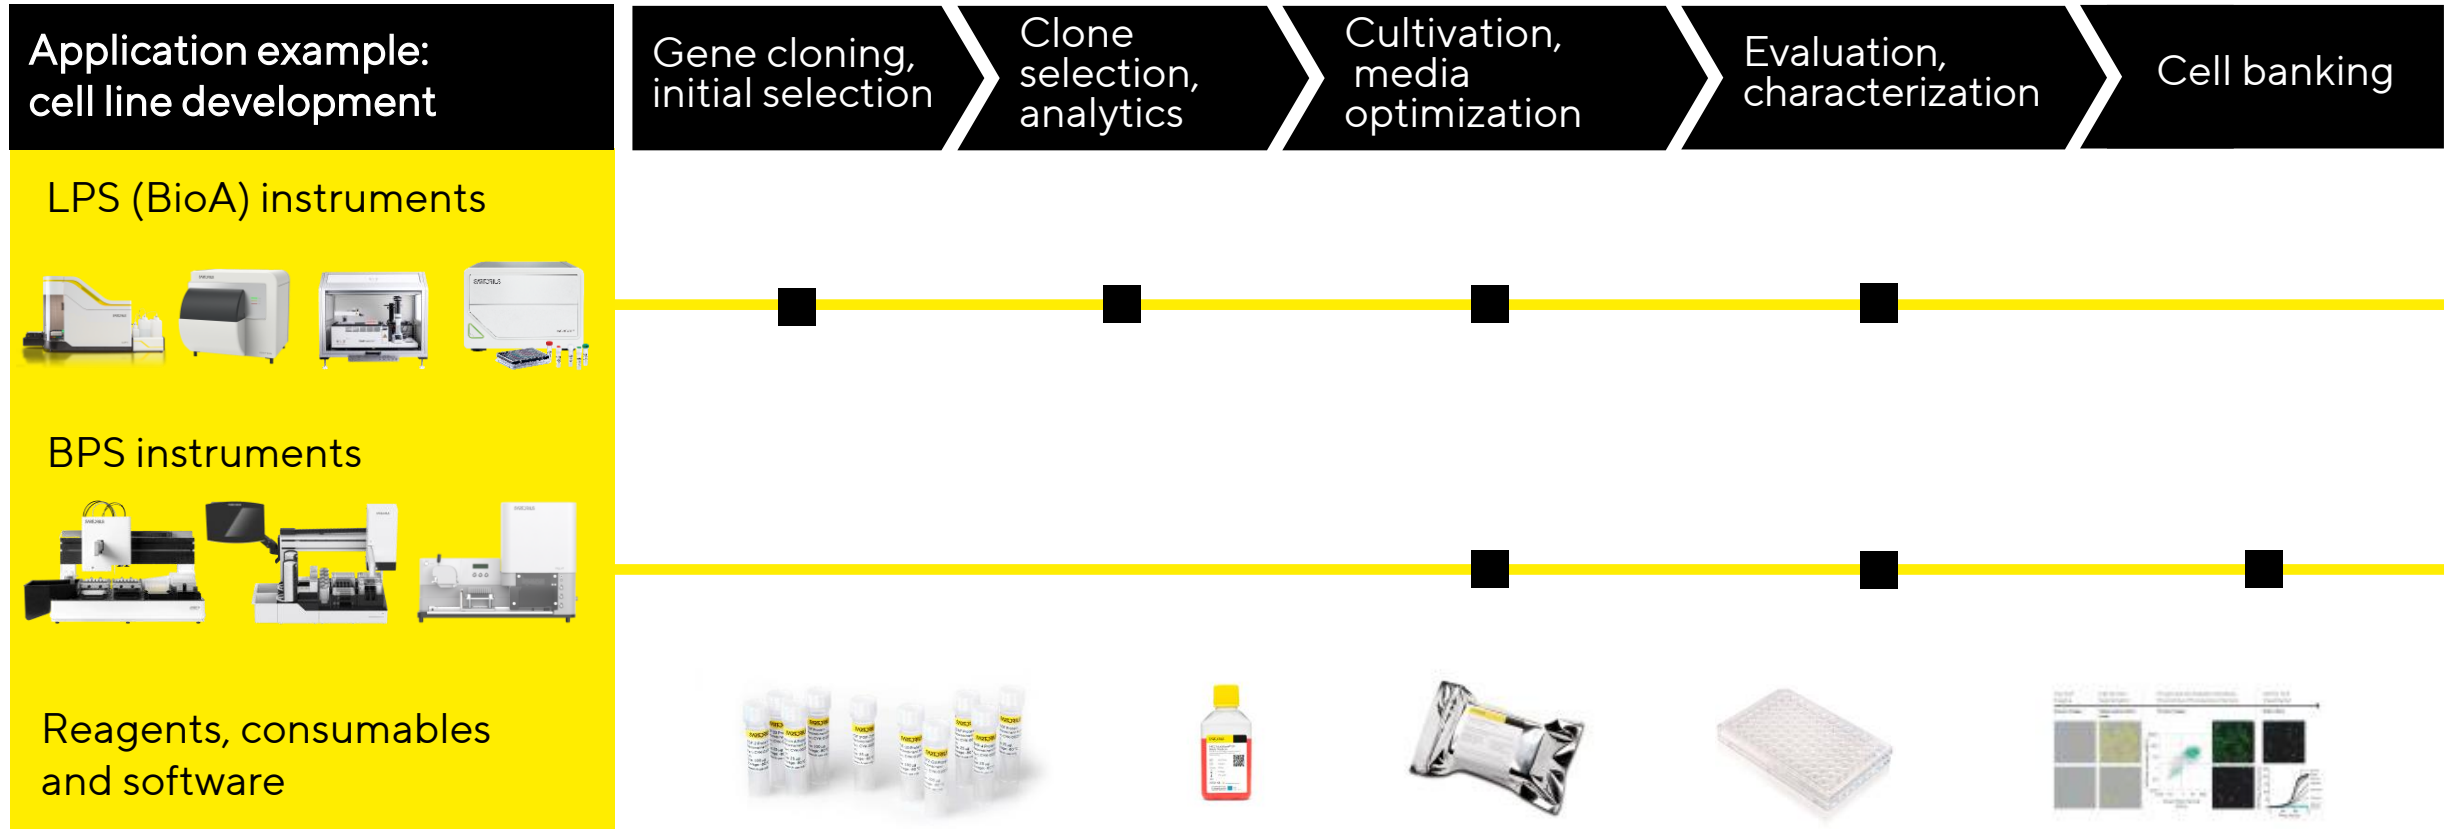 Application example:
cell line development
Gene cloning,
initial selection
Clone
selection,
analytics
Cultivation,
media
optimization
Evaluation,
characterization
Cell banking
LPS (BioA) instruments
BPS instruments
Reagents, consumables
and software